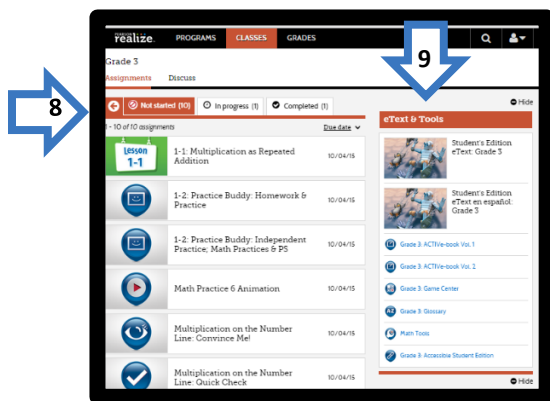 PEARSON
realize.
PROGRAMS CLASSES GRADES
9
Grade 3
Assignments Discuss
8
Not started (10) In progress (1) Completed (1)
Hide
1 - 10 of 10 assignments Due date
eText & Tools
Lesson
1-1
1-1: Multiplication as Repeated
Addition
10/04/15
Student's Edition
eText: Grade 3
1-2: Practice Buddy: Homework &
Practice
10/04/15
Student's Edition
eText en español:
Grade 3
1-2: Practice Buddy: Independent
Practice; Math Practices & PS
10/04/15
Grade 3: ACTIVe-book Vol. 1
Grade 3: ACTIVe-book Vol. 2
Math Practice 6 Animation
10/04/15
Grade 3: Game Center
AZ Grade 3: Glossary
Multiplication on the Number
Line: Convince Me!
10/04/15
Math Tools
Grade 3: Accessible Student Edition
Multiplication on the Number
Line: Quick Check
10/04/15
Hide